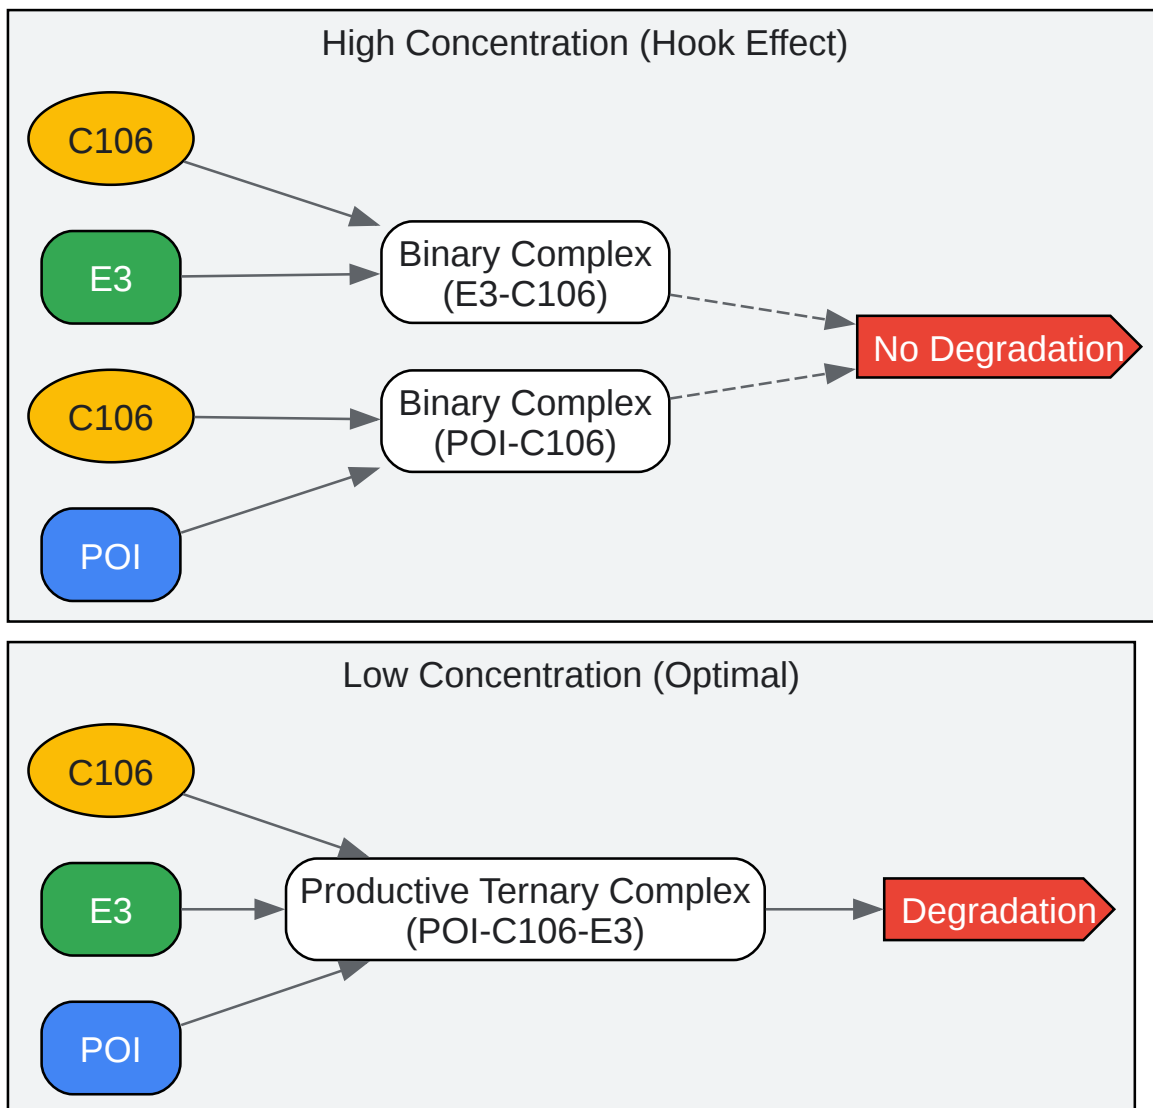 High Concentration (Hook Effect)
C106
E3
Binary Complex
(E3-C106)
No Degradation
C106
Binary Complex
(POI-C106)
POI
Low Concentration (Optimal)
C106
E3
Productive Ternary Complex
(POI-C106-E3)
Degradation
POI